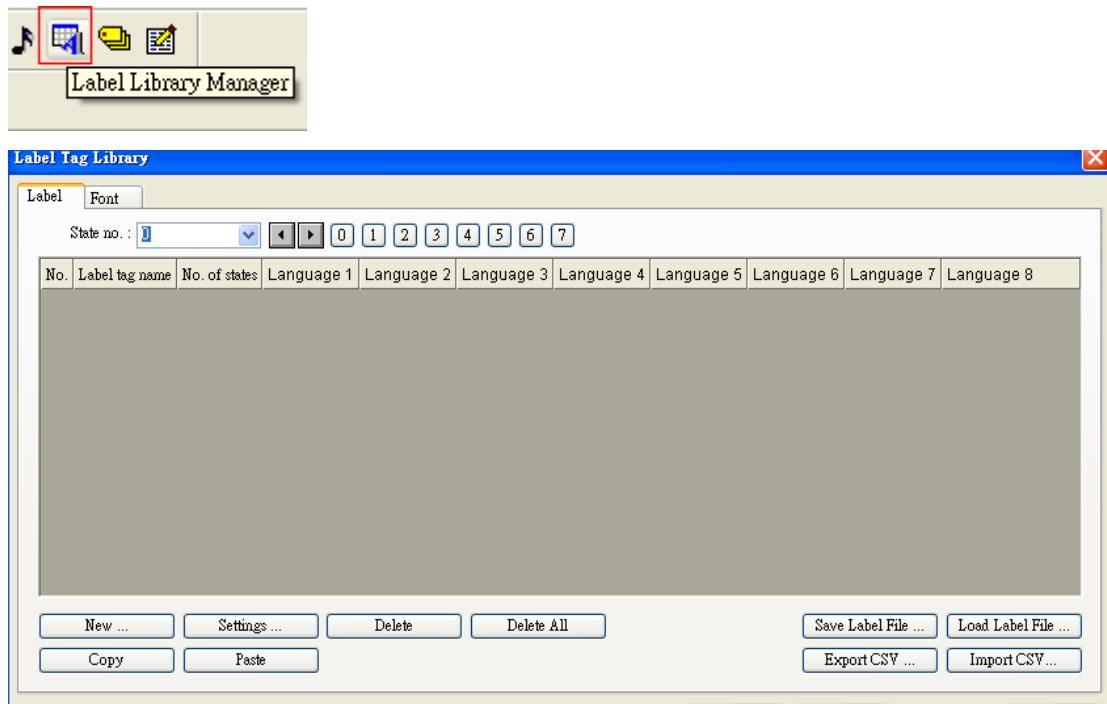 Label Library Manager
Label Tag Library
Label Font
State no. : 0 0 1 2 3 4 5 6 7
No. Label tag name No. of states Language 1 Language 2 Language 3 Language 4 Language 5 Language 6 Language 7 Language 8
New ... Settings ... Delete Delete All Save Label File ... Load Label File ...
Copy Paste Export CSV ... Import CSV...